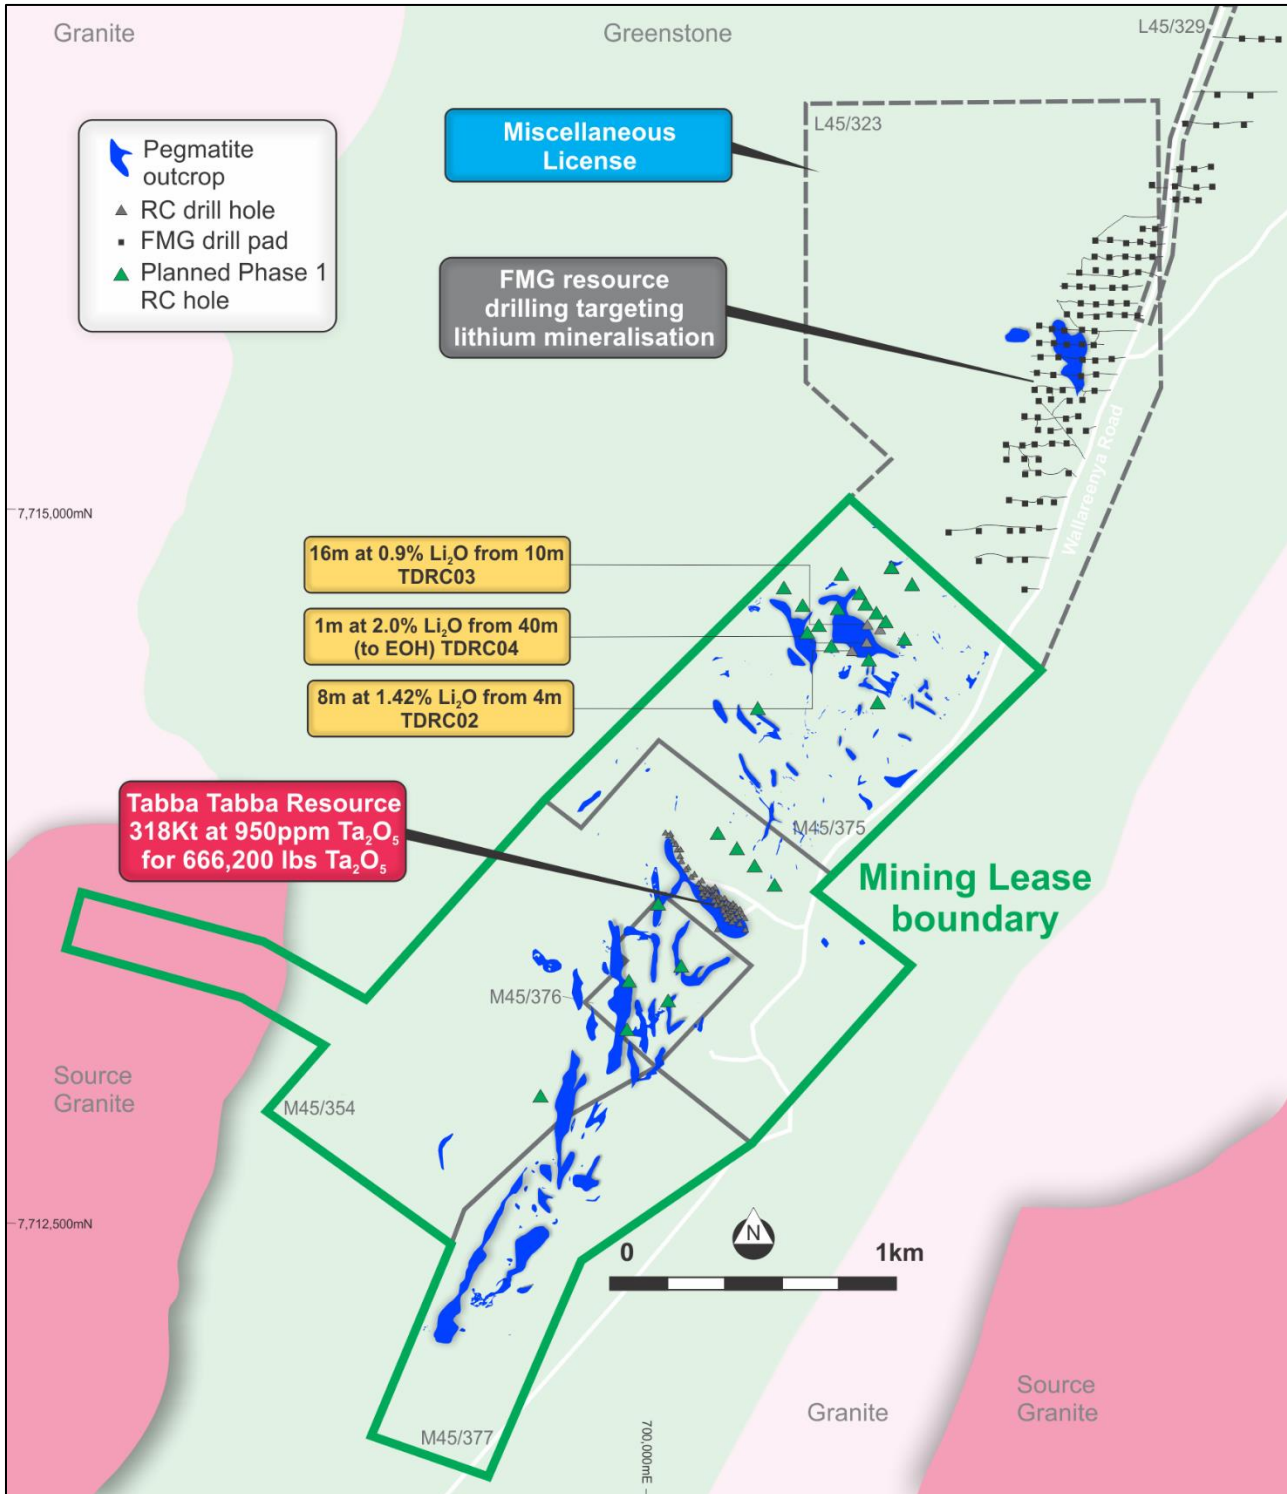 Granite
Greenstone
L45/329
Pegmatite
outcrop
RC drill hole
FMG drill pad
Planned Phase 1
RC hole
Miscellaneous
License
L45/323
FMG resource
drilling targeting
lithium mineralisation
Wallareenya Road
7,715,000mN
16m at 0.9% Li₂O from 10m
TDRC03
1m at 2.0% Li₂O from 40m
(to EOH) TDRC04
8m at 1.42% Li₂O from 4m
TDRC02
Tabba Tabba Resource
318Kt at 950ppm Ta₂O₅
for 666,200 lbs Ta₂O₅
M45/375
Mining Lease
boundary
M45/376
Source
Granite
M45/354
7,712,500mN
N
0 1km
Granite
Source
Granite
M45/377
700,000mE